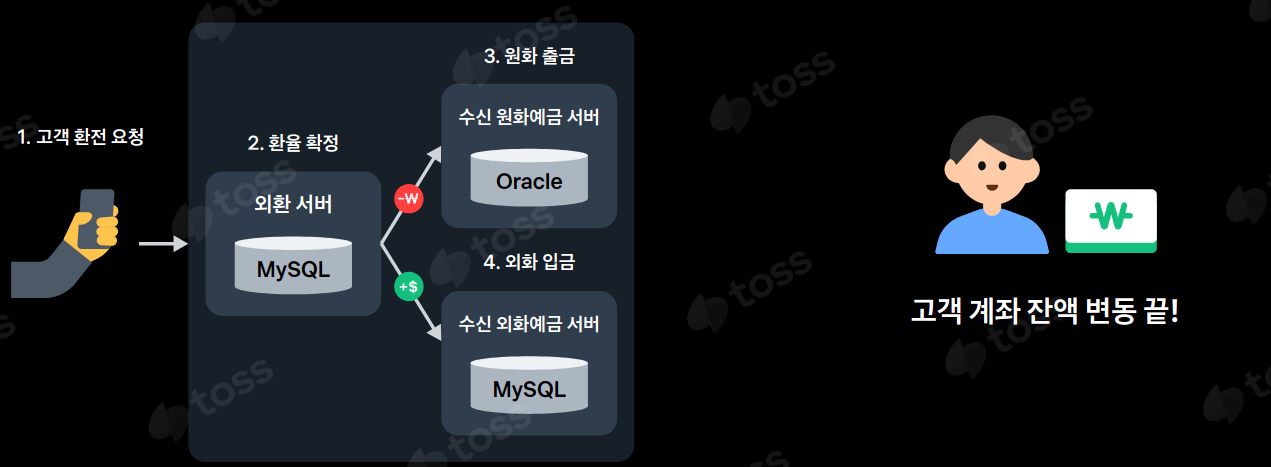 1. 고객 환전 요청
2. 환율 확정
외환 서버
MySQL
-₩
+$
3. 원화 출금
수신 원화예금 서버
Oracle
4. 외화 입금
수신 외화예금 서버
MySQL
₩
고객 계좌 잔액 변동 끝!
toss
toss
toss
toss
toss
toss
toss
toss
toss
toss
toss